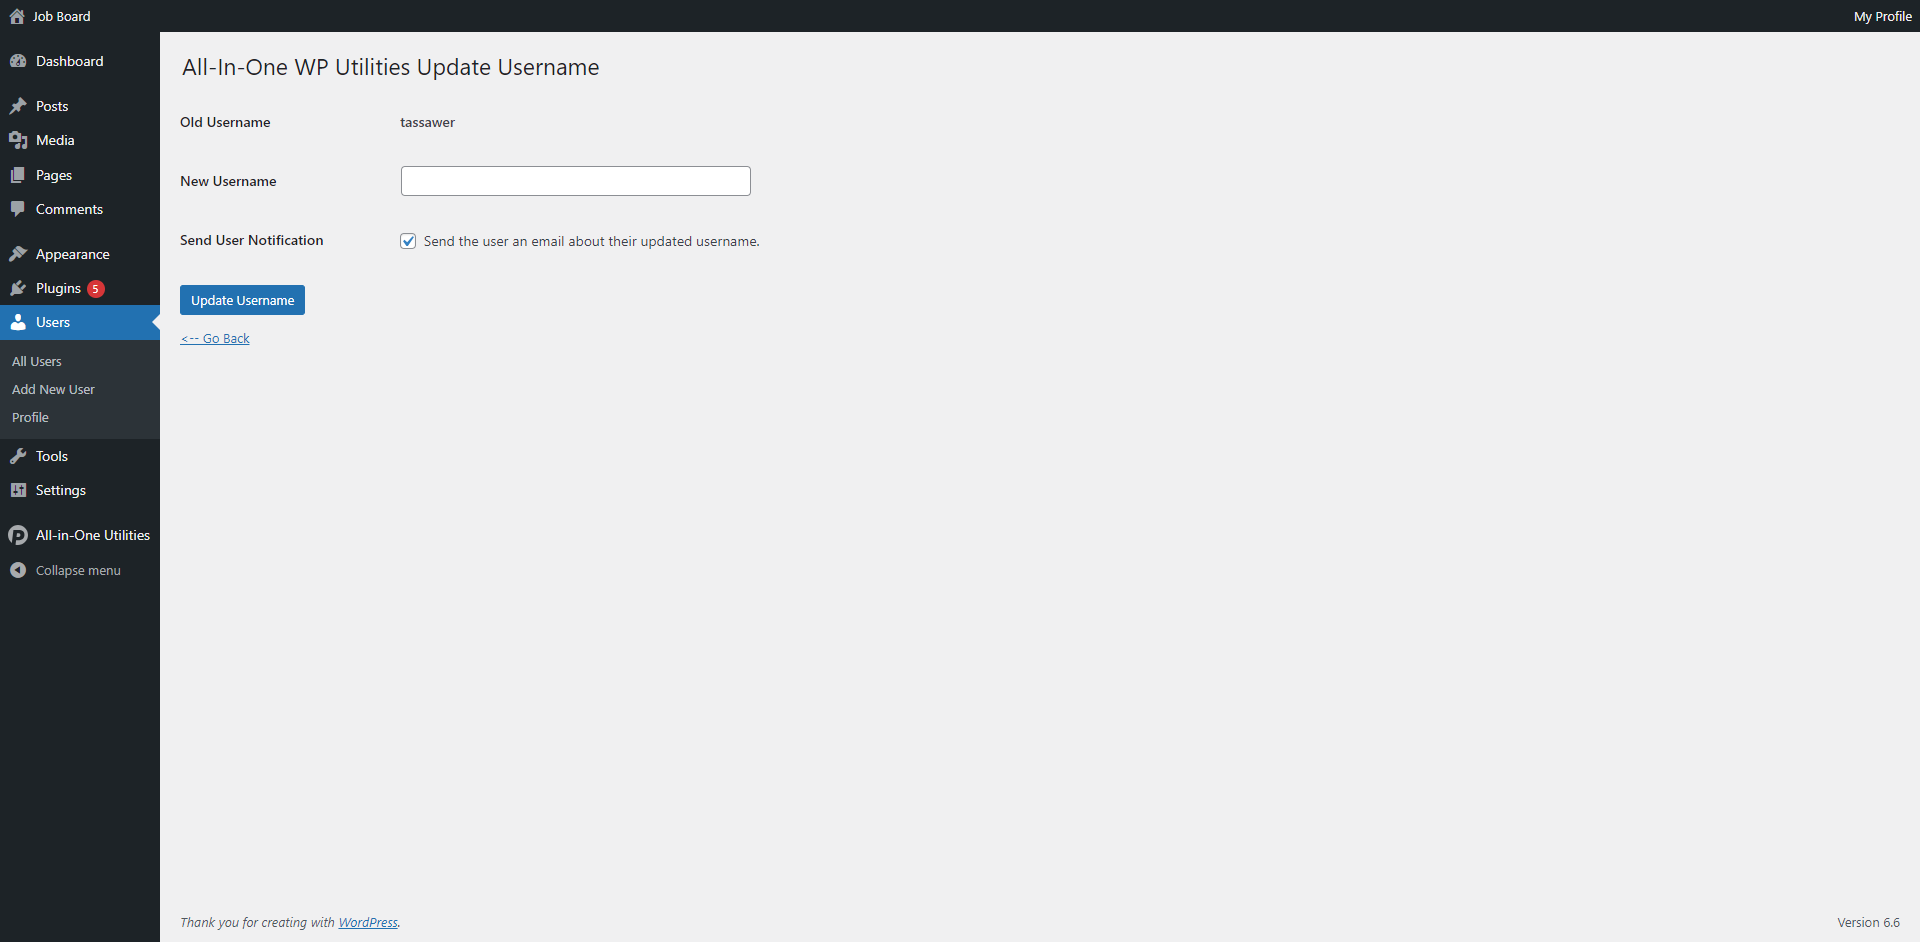 Job Board
My Profile
Dashboard
Posts
Media
Pages
Comments
Appearance
Plugins 5
Users
All Users
Add New User
Profile
Tools
Settings
All-in-One Utilities
Collapse menu
All-In-One WP Utilities Update Username
Old Username tassawer
New Username
Send User Notification Send the user an email about their updated username.
Update Username
<-- Go Back
Thank you for creating with WordPress.
Version 6.6